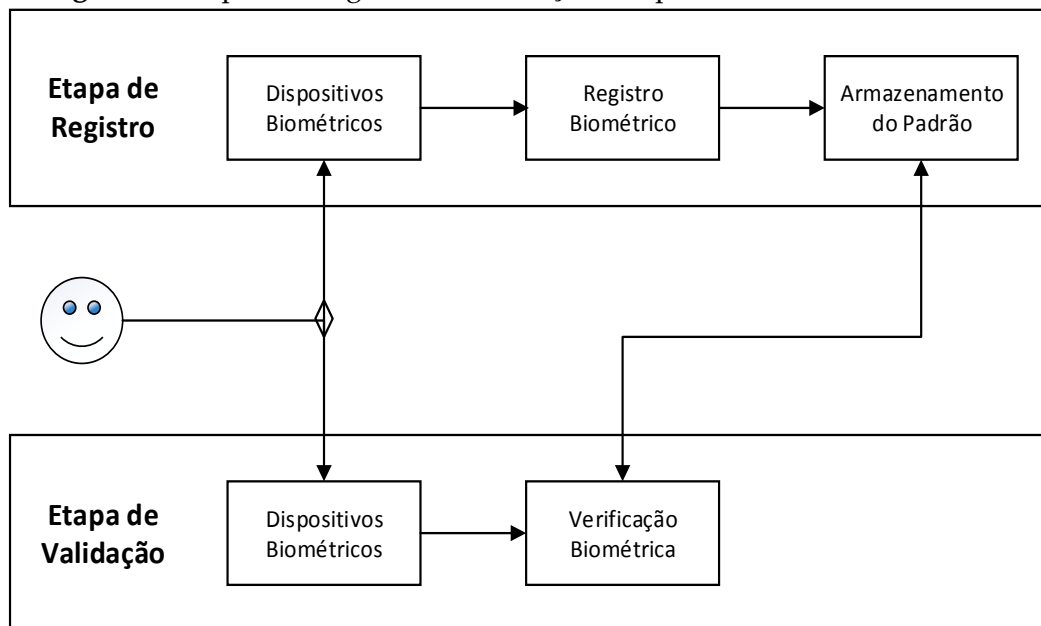 Etapa de
Registro
Dispositivos
Biométricos
Registro
Biométrico
Armazenamento
do Padrão
Etapa de
Validação
Dispositivos
Biométricos
Verificação
Biométrica